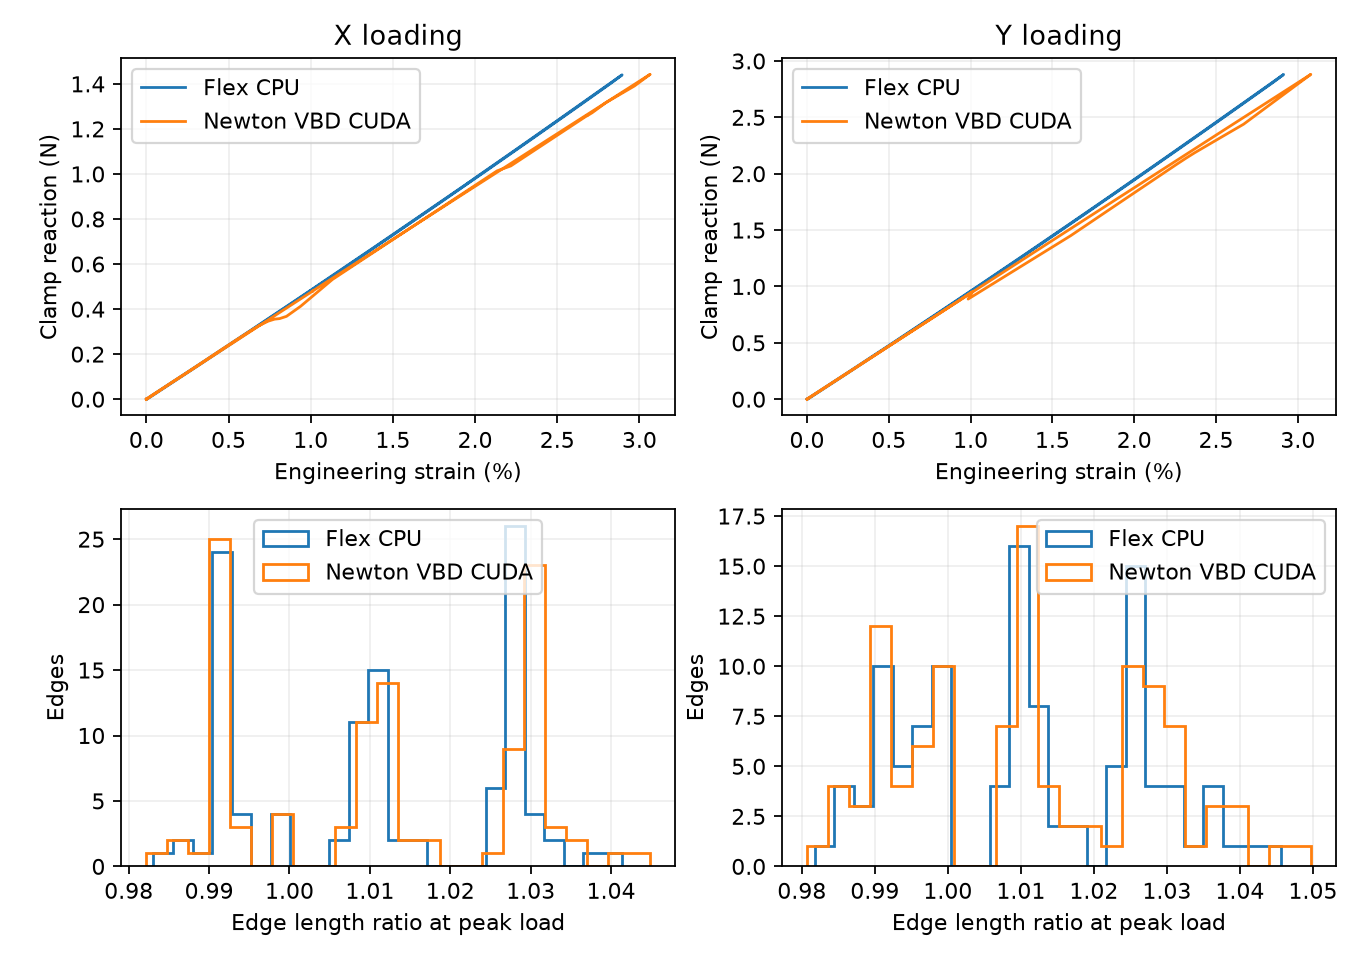 X loading
Flex CPU
Newton VBD CUDA
Clamp reaction (N)
1.4
1.2
1.0
0.8
0.6
0.4
0.2
0.0
0.0 0.5 1.0 1.5 2.0 2.5 3.0
Engineering strain (%)
Y loading
Flex CPU
Newton VBD CUDA
Clamp reaction (N)
3.0
2.5
2.0
1.5
1.0
0.5
0.0
0.0 0.5 1.0 1.5 2.0 2.5 3.0
Engineering strain (%)
Flex CPU
Newton VBD CUDA
Edges
25
20
15
10
5
0
0.98 0.99 1.00 1.01 1.02 1.03 1.04
Edge length ratio at peak load
Flex CPU
Newton VBD CUDA
Edges
17.5
15.0
12.5
10.0
7.5
5.0
2.5
0.0
0.98 0.99 1.00 1.01 1.02 1.03 1.04 1.05
Edge length ratio at peak load